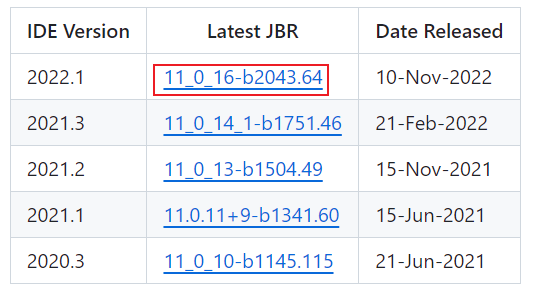 IDE Version Latest JBR Date Released
2022.1 11_0_16-b2043.64 10-Nov-2022
2021.3 11_0_14_1-b1751.46 21-Feb-2022
2021.2 11_0_13-b1504.49 15-Nov-2021
2021.1 11.0.11+9-b1341.60 15-Jun-2021
2020.3 11_0_10-b1145.115 21-Jun-2021